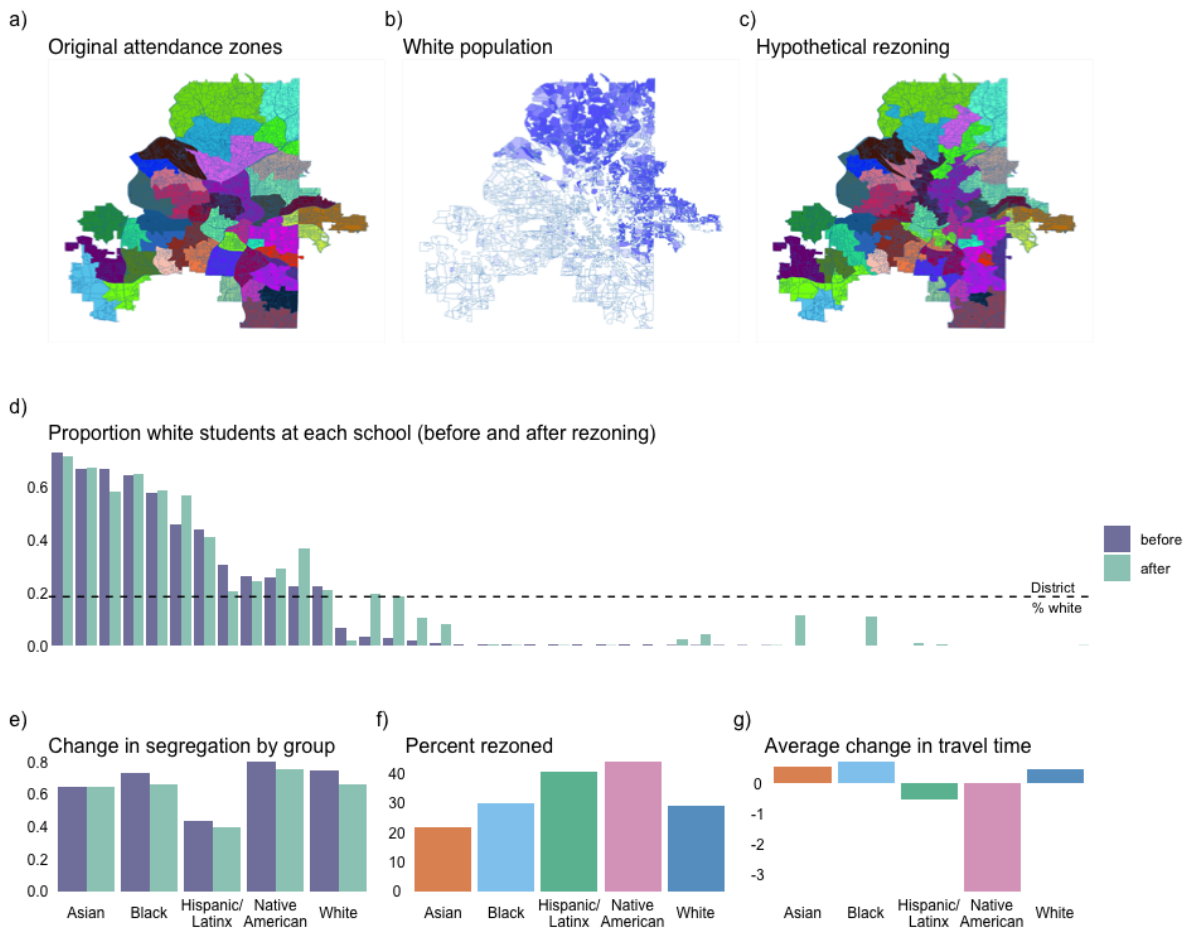 a)
Original attendance zones
b)
White population
c)
Hypothetical rezoning
d)
Proportion white students at each school (before and after rezoning)
0.6
0.4
0.2
0.0
District
% white
before
after
e)
Change in segregation by group
0.8
0.6
0.4
0.2
0.0
Asian
Black
Hispanic/
Latinx
Native
American
White
f)
Percent rezoned
40
30
20
10
0
Asian
Black
Hispanic/
Latinx
Native
American
White
g)
Average change in travel time
0
-1
-2
-3
Asian
Black
Hispanic/
Latinx
Native
American
White